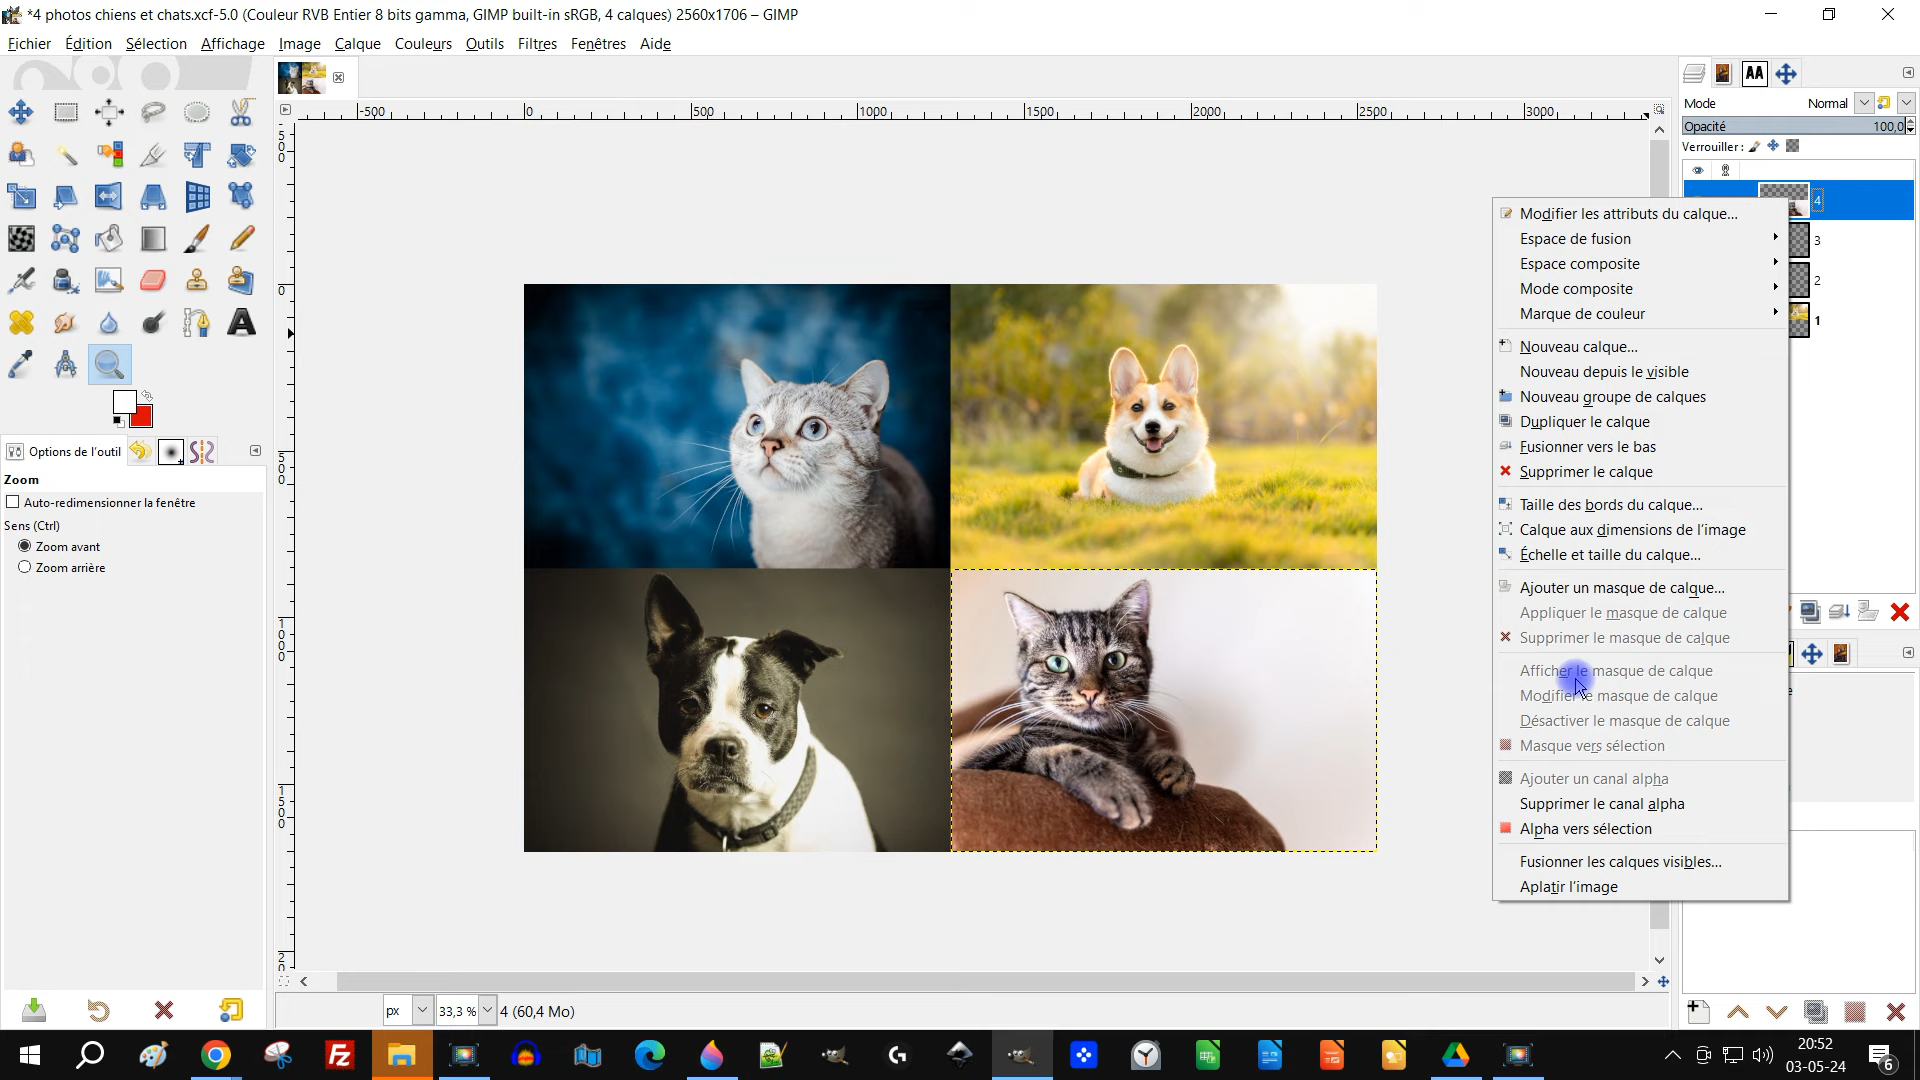 *4 photos chiens et chats.xcf-5.0 (Couleur RVB Entier 8 bits gamma, GIMP built-in sRGB, 4 calques) 2560x1706 – GIMP
Fichier Édition Sélection Affichage Image Calque Couleurs Outils Filtres Fenêtres Aide
-500 0 500 1000 1500 2000 2500 3000
500
0
500
1000
1500
20
Options de l'outil
Zoom
Auto-redimensionner la fenêtre
Sens (Ctrl)
Zoom avant
Zoom arrière
px 33,3 % 4 (60,4 Mo)
AA
Mode Normal
Opacité 100,0
Verrouiller :
4
3
2
1
Modifier les attributs du calque...
Espace de fusion
Espace composite
Mode composite
Marque de couleur
Nouveau calque...
Nouveau depuis le visible
Nouveau groupe de calques
Dupliquer le calque
Fusionner vers le bas
Supprimer le calque
Taille des bords du calque...
Calque aux dimensions de l'image
Échelle et taille du calque...
Ajouter un masque de calque...
Appliquer le masque de calque
Supprimer le masque de calque
Afficher le masque de calque
Modifier le masque de calque
Désactiver le masque de calque
Masque vers sélection
Ajouter un canal alpha
Supprimer le canal alpha
Alpha vers sélection
Fusionner les calques visibles...
Aplatir l'image
Fz
20:52
03-05-24
6